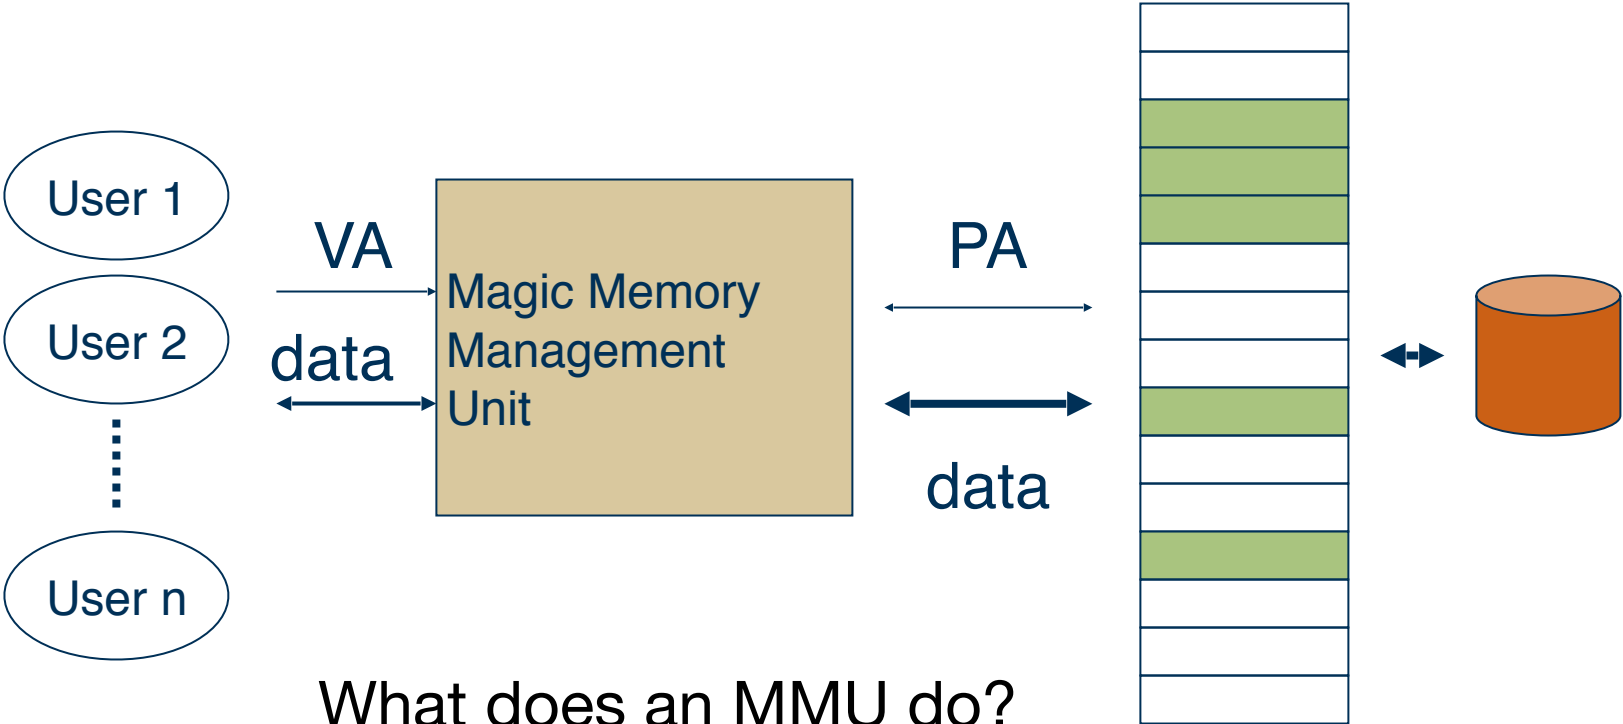 User 1
User 2
User n
VA
data
Magic Memory
Management
Unit
PA
data
What does an MMU do?